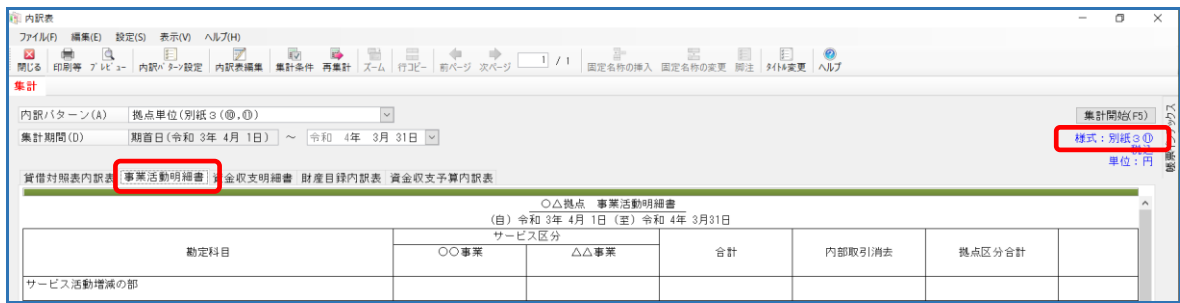 内訳表
ファイル(F) 編集(E) 設定(S) 表示(V) ヘルプ(H)
閉じる 印刷等 プレビュー 内訳パターン設定 内訳表編集 集計条件 再集計 ズーム 行コピー 前ページ 次ページ 1 / 1 固定名称の挿入 固定名称の変更 脚注 タイトル変更 ヘルプ
集計
内訳パターン(A) 拠点単位(別紙3(⑩,⑪) 集計開始(F5)
集計期間(D) 期首日(令和 3年 4月 1日) ～ 令和 4年 3月 31日 様式：別紙3⑪
税込
単位：円
貸借対照表内訳表 事業活動明細書 資金収支明細書 財産目録内訳表 資金収支予算内訳表
○△拠点 事業活動明細書
(自) 令和 3年 4月 1日 (至) 令和 4年 3月31日
勘定科目 サービス区分 合計 内部取引消去 拠点区分合計
○○事業 △△事業
サービス活動増減の部